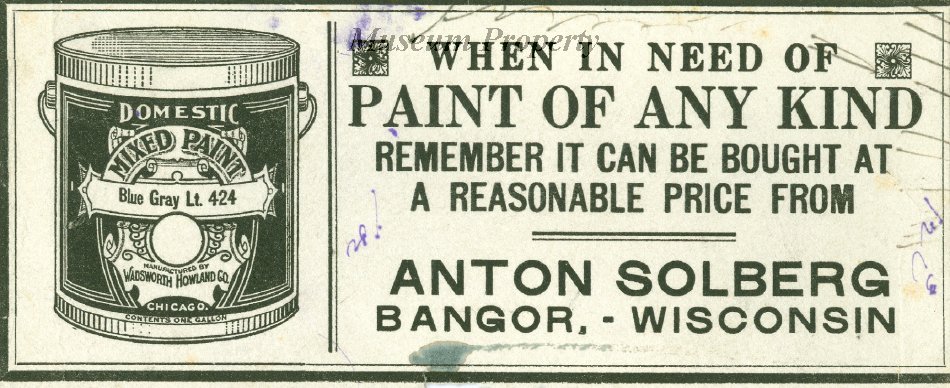 DOMESTIC
MIXED PAINT
Blue Gray Lt. 424
MANUFACTURED BY
WADSWORTH HOWLAND CO.
CHICAGO.
CONTENTS ONE GALLON
Museum Property
WHEN IN NEED OF
PAINT OF ANY KIND
REMEMBER IT CAN BE BOUGHT AT
A REASONABLE PRICE FROM
ANTON SOLBERG
BANGOR, - WISCONSIN